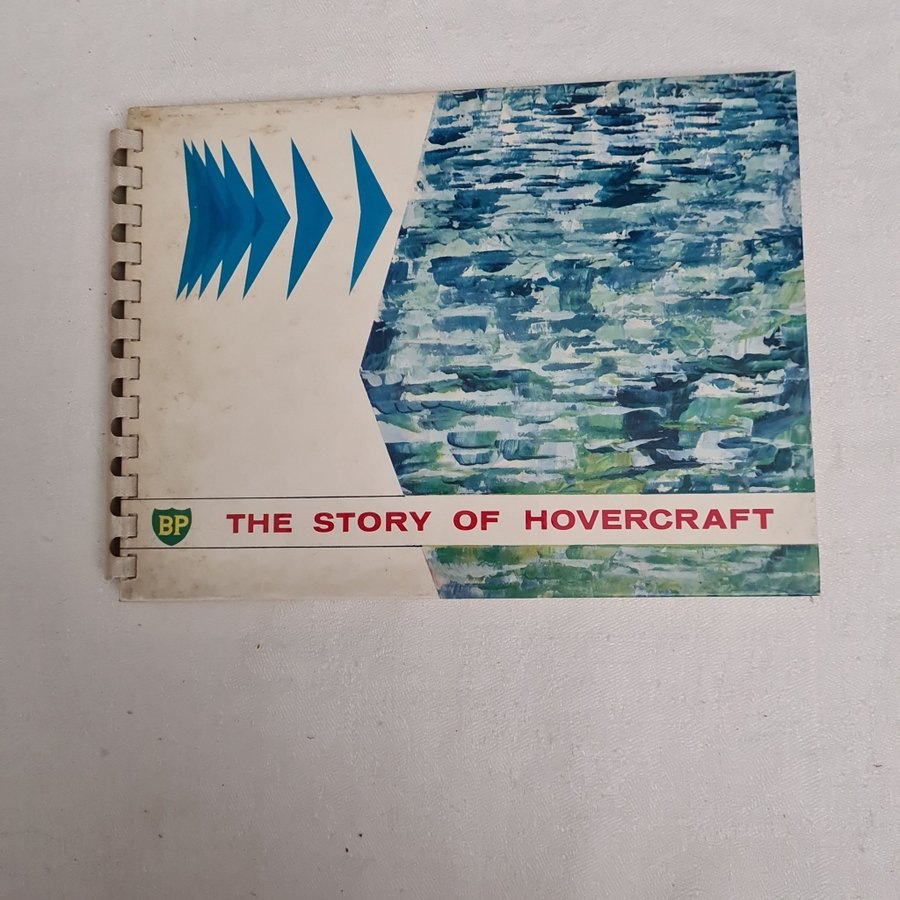 BP THE STORY OF HOVERCRAFT